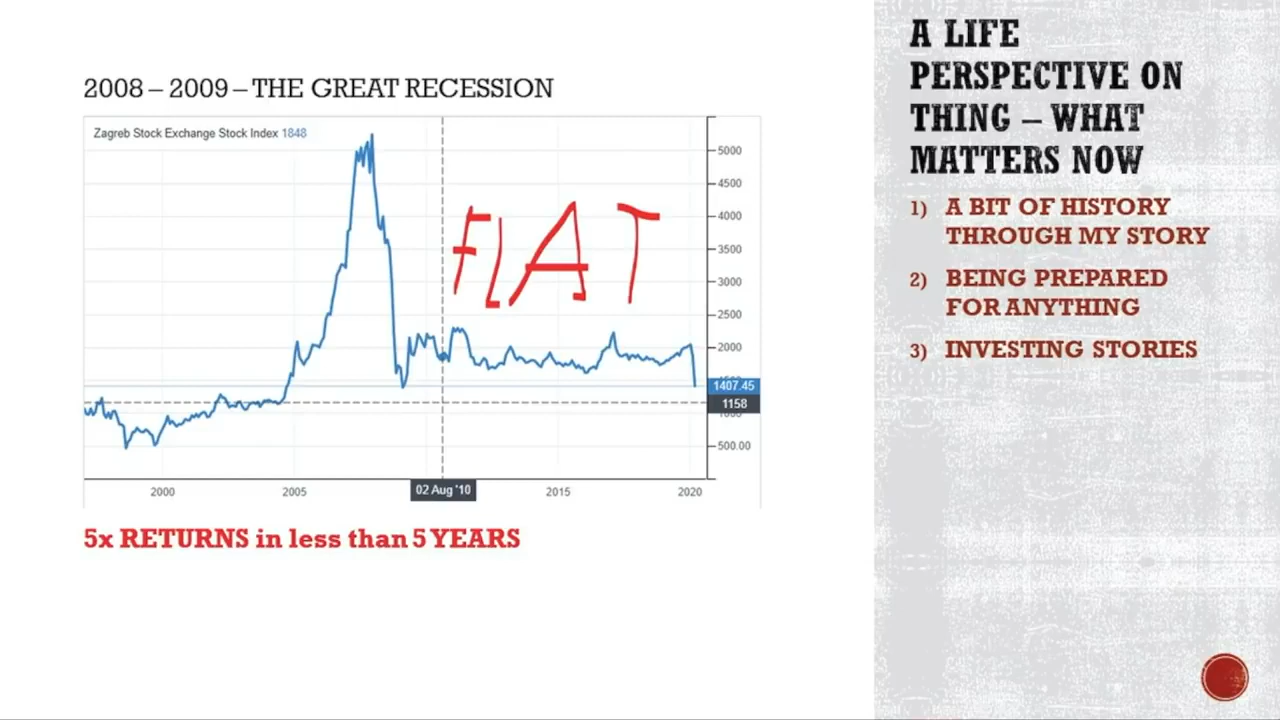 2008 – 2009 – THE GREAT RECESSION
Zagreb Stock Exchange Stock Index 1848
5000
4500
4000
3500
3000
2500
2000
1407.45
1158
500.00
2000
2005
02 Aug '10
2015
2020
FLAT
5x RETURNS in less than 5 YEARS
A LIFE
PERSPECTIVE ON
THING – WHAT
MATTERS NOW
1) A BIT OF HISTORY
THROUGH MY STORY
2) BEING PREPARED
FOR ANYTHING
3) INVESTING STORIES